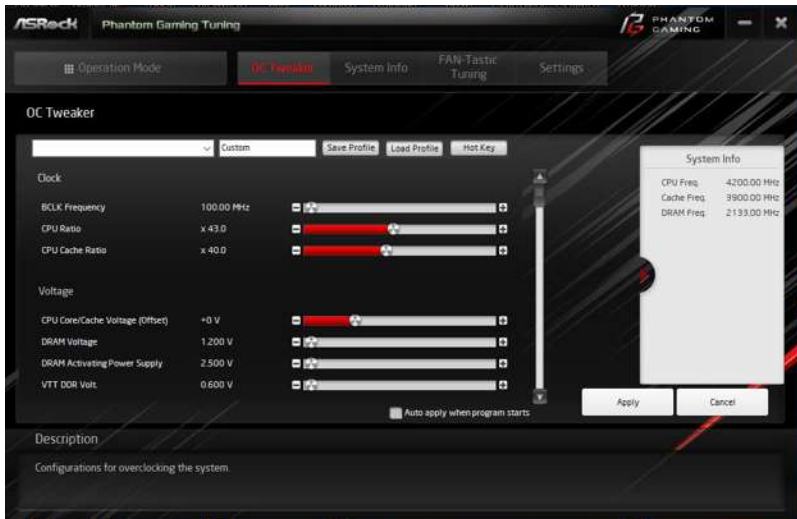 ASRock Phantom Gaming Tuning PHANTOM GAMING
Operation Mode OC Tweaker System Info FAN-Tastic Tuning Settings
OC Tweaker
Custom Save Profile Load Profile Hot Key
System Info
CPU Freq. 4200.00 MHz
Cache Freq. 3900.00 MHz
DRAM Freq. 2133.00 MHz
Clock
BCLK Frequency 100.00 MHz
CPU Ratio x 43.0
CPU Cache Ratio x 40.0
Voltage
CPU Core/Cache Voltage (Offset) +0 V
DRAM Voltage 1.200 V
DRAM Activating Power Supply 2.500 V
VTT DDR Volt. 0.600 V
Auto apply when program starts
Apply Cancel
Description
Configurations for overclocking the system.